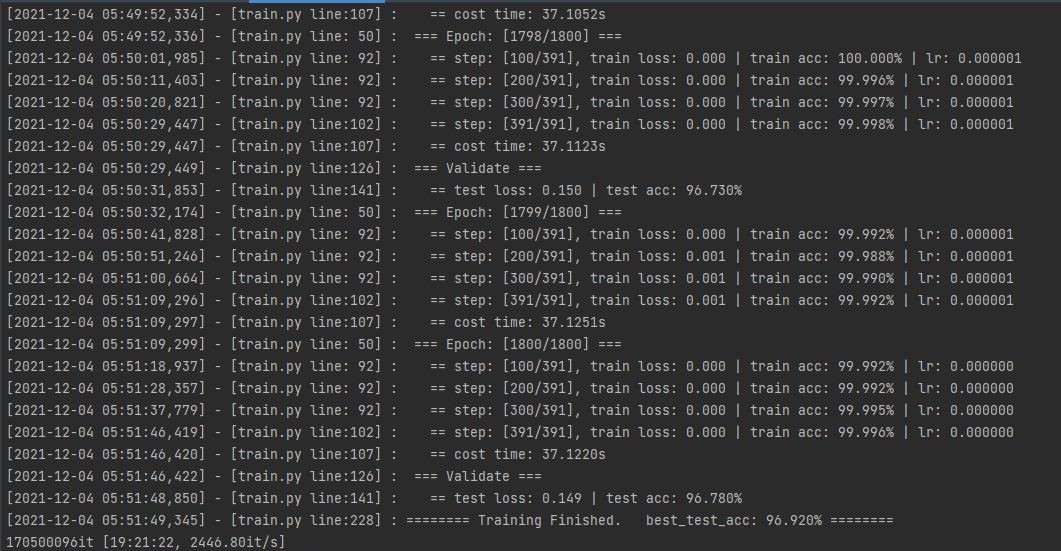 [2021-12-04 05:49:52,334] - [train.py line:107] :    == cost time: 37.1052s
[2021-12-04 05:49:52,336] - [train.py line: 50] :  === Epoch: [1798/1800] ===
[2021-12-04 05:50:01,985] - [train.py line: 92] :    == step: [100/391], train loss: 0.000 | train acc: 100.000% | lr: 0.000001
[2021-12-04 05:50:11,403] - [train.py line: 92] :    == step: [200/391], train loss: 0.000 | train acc: 99.996% | lr: 0.000001
[2021-12-04 05:50:20,821] - [train.py line: 92] :    == step: [300/391], train loss: 0.000 | train acc: 99.997% | lr: 0.000001
[2021-12-04 05:50:29,447] - [train.py line:102] :    == step: [391/391], train loss: 0.000 | train acc: 99.998% | lr: 0.000001
[2021-12-04 05:50:29,447] - [train.py line:107] :    == cost time: 37.1123s
[2021-12-04 05:50:29,449] - [train.py line:126] :  === Validate ===
[2021-12-04 05:50:31,853] - [train.py line:141] :    == test loss: 0.150 | test acc: 96.730%
[2021-12-04 05:50:32,174] - [train.py line: 50] :  === Epoch: [1799/1800] ===
[2021-12-04 05:50:41,828] - [train.py line: 92] :    == step: [100/391], train loss: 0.000 | train acc: 99.992% | lr: 0.000001
[2021-12-04 05:50:51,246] - [train.py line: 92] :    == step: [200/391], train loss: 0.001 | train acc: 99.988% | lr: 0.000001
[2021-12-04 05:51:00,664] - [train.py line: 92] :    == step: [300/391], train loss: 0.001 | train acc: 99.990% | lr: 0.000001
[2021-12-04 05:51:09,296] - [train.py line:102] :    == step: [391/391], train loss: 0.001 | train acc: 99.992% | lr: 0.000001
[2021-12-04 05:51:09,297] - [train.py line:107] :    == cost time: 37.1251s
[2021-12-04 05:51:09,299] - [train.py line: 50] :  === Epoch: [1800/1800] ===
[2021-12-04 05:51:18,937] - [train.py line: 92] :    == step: [100/391], train loss: 0.000 | train acc: 99.992% | lr: 0.000000
[2021-12-04 05:51:28,357] - [train.py line: 92] :    == step: [200/391], train loss: 0.000 | train acc: 99.992% | lr: 0.000000
[2021-12-04 05:51:37,779] - [train.py line: 92] :    == step: [300/391], train loss: 0.000 | train acc: 99.995% | lr: 0.000000
[2021-12-04 05:51:46,419] - [train.py line:102] :    == step: [391/391], train loss: 0.000 | train acc: 99.996% | lr: 0.000000
[2021-12-04 05:51:46,420] - [train.py line:107] :    == cost time: 37.1220s
[2021-12-04 05:51:46,422] - [train.py line:126] :  === Validate ===
[2021-12-04 05:51:48,850] - [train.py line:141] :    == test loss: 0.149 | test acc: 96.780%
[2021-12-04 05:51:49,345] - [train.py line:228] : ======== Training Finished.   best_test_acc: 96.920% ========
170500096it [19:21:22, 2446.80it/s]